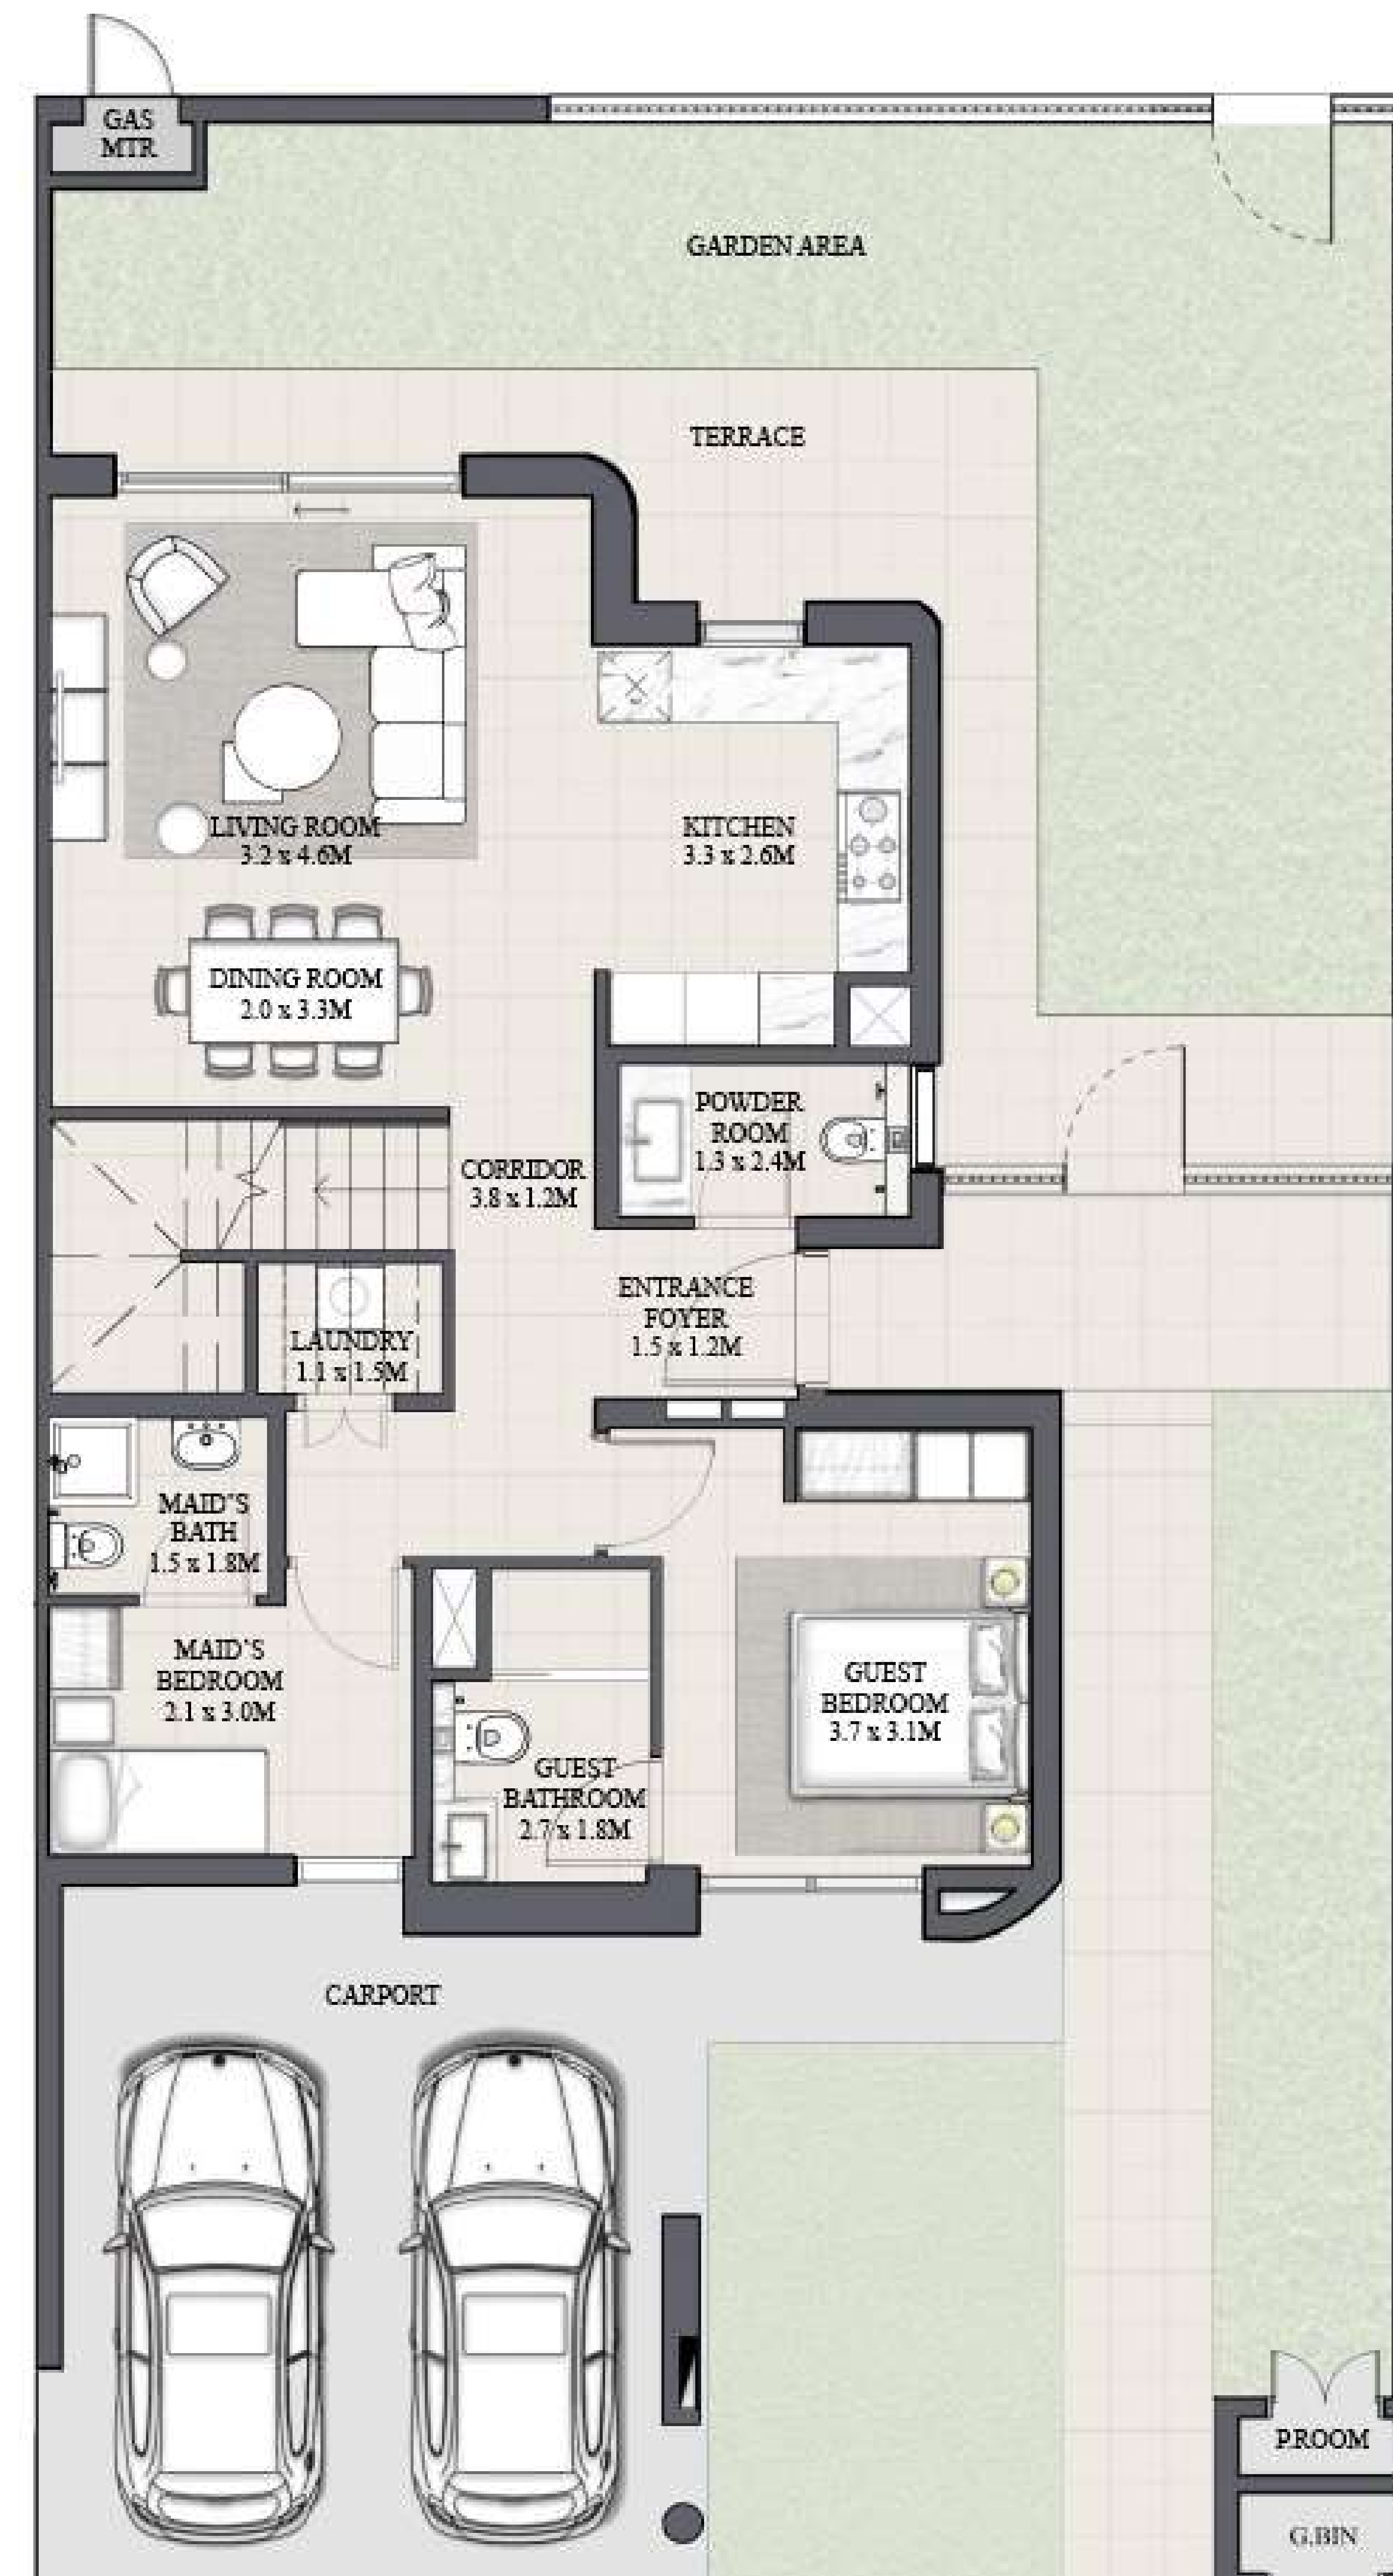 GAS
MTR
GARDEN AREA
TERRACE
LIVING ROOM
3.2 x 4.6M
KITCHEN
3.3 x 2.6M
DINING ROOM
2.0 x 3.3M
POWDER
ROOM
1.3 x 2.4M
CORRIDOR
3.8 x 1.2M
ENTRANCE
FOYER
1.5 x 1.2M
LAUNDRY
1.1 x 1.5M
MAID'S
BATH
1.5 x 1.8M
MAID'S
BEDROOM
2.1 x 3.0M
GUEST
BEDROOM
3.7 x 3.1M
GUEST
BATHROOM
2.7 x 1.8M
CARPORT
P.ROOM
G.BIN